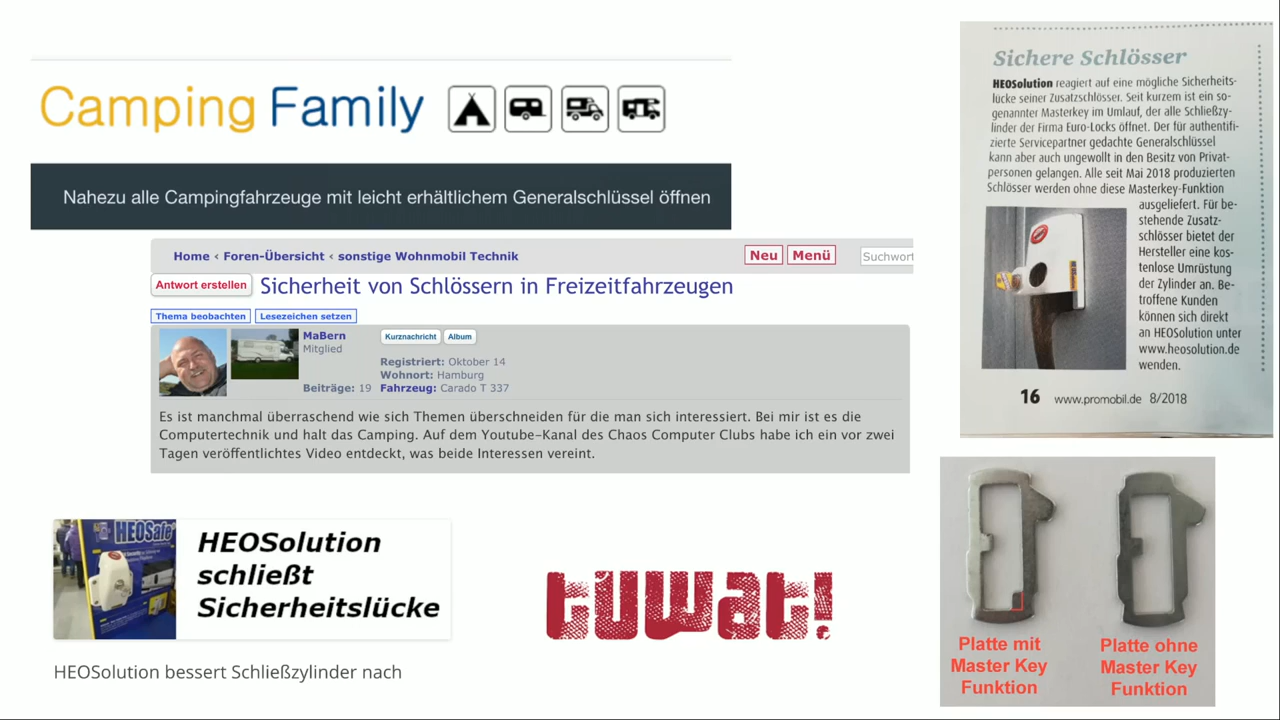 Camping Family
Nahezu alle Campingfahrzeuge mit leicht erhältlichem Generalschlüssel öffnen
Home ‹ Foren-Übersicht ‹ sonstige Wohnmobil Technik
Neu Menü Suchwort
Antwort erstellen Sicherheit von Schlössern in Freizeitfahrzeugen
Thema beobachten Lesezeichen setzen
MaBern
Mitglied
Beiträge: 19
Kurznachricht Album
Registriert: Oktober 14
Wohnort: Hamburg
Fahrzeug: Carado T 337
Es ist manchmal überraschend wie sich Themen überschneiden für die man sich interessiert. Bei mir ist es die
Computertechnik und halt das Camping. Auf dem Youtube-Kanal des Chaos Computer Clubs habe ich ein vor zwei
Tagen veröffentlichtes Video entdeckt, was beide Interessen vereint.
HEOSafe
HEOSolution
schließt
Sicherheitslücke
HEOSolution bessert Schließzylinder nach
tuwat!
Sichere Schlösser
HEOSolution reagiert auf eine mögliche Sicherheits-
lücke seiner Zusatzschlösser. Seit kurzem ist ein so-
genannter Masterkey im Umlauf, der alle Schließzy-
linder der Firma Euro-Locks öffnet. Der für authentifi-
zierte Servicepartner gedachte Generalschlüssel
kann aber auch ungewollt in den Besitz von Privat-
personen gelangen. Alle seit Mai 2018 produzierten
Schlösser werden ohne diese Masterkey-Funktion
ausgeliefert. Für be-
stehende Zusatz-
schlösser bietet der
Hersteller eine kos-
tenlose Umrüstung
der Zylinder an. Be-
troffene Kunden
können sich direkt
an HEOSolution unter
www.heosolution.de
wenden.
16 www.promobil.de 8/2018
Platte mit
Master Key
Funktion
Platte ohne
Master Key
Funktion